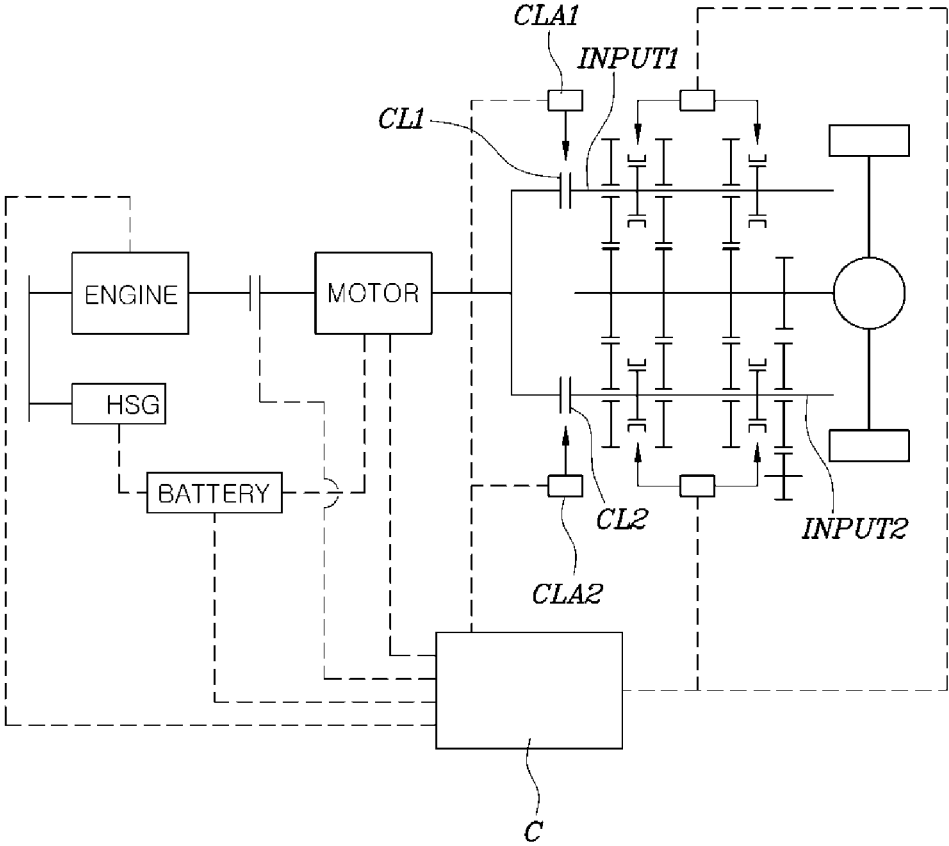 CLA1
INPUT1
CL1
ENGINE
MOTOR
HSG
BATTERY
CL2
INPUT2
CLA2
C